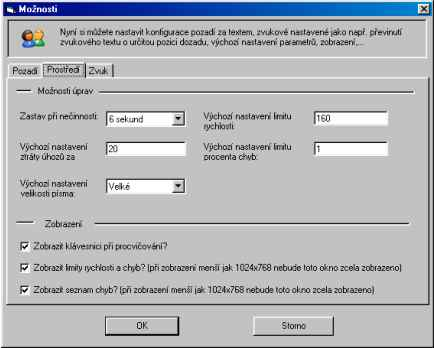 Možnosti
Nyní si můžete nastavit konfigurace pozadí za textem, zvukové nastavené jako např. převinutí
zvukového textu o určitou pozici dozadu, výchozí nastavení parametrů, zobrazení,...
Pozadí Prostředí Zvuk
Možnosti úprav
Zastav při nečinnosti: 6 sekund
Výchozí nastavení limitu
rychlosti: 160
Výchozí nastavení
ztráty úhozů za 20
Výchozí nastavení limitu
procenta chyb: 1
Výchozí nastavení
velikosti písma: Velké
Zobrazení
Zobrazit klávesnici při procvičování?
Zobrazit limity rychlosti a chyb? (při zobrazení menší jak 1024x768 nebude toto okno zcela zobrazeno)
Zobrazit seznam chyb? (při zobrazení menší jak 1024x768 nebude toto okno zcela zobrazeno)
OK Storno